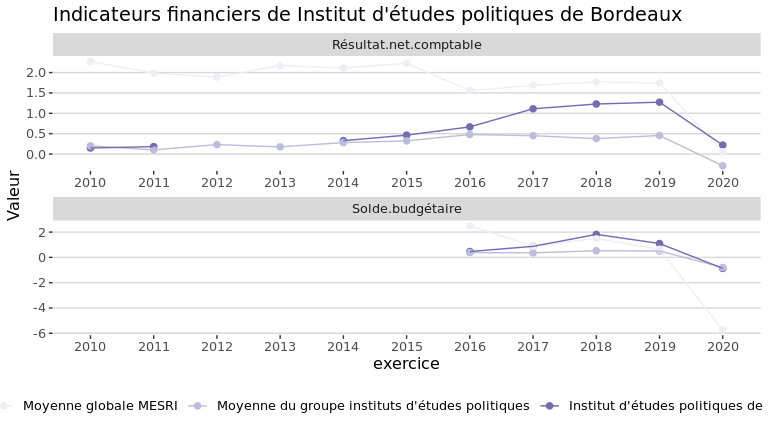 Indicateurs financiers de Institut d'études politiques de Bordeaux
Résultat.net.comptable
2.0
1.5
1.0
0.5
0.0
2010 2011 2012 2013 2014 2015 2016 2017 2018 2019 2020
Valeur
Solde.budgétaire
2
0
-2
-4
-6
2010 2011 2012 2013 2014 2015 2016 2017 2018 2019 2020
exercice
Moyenne globale MESRI Moyenne du groupe instituts d'études politiques Institut d'études politiques de